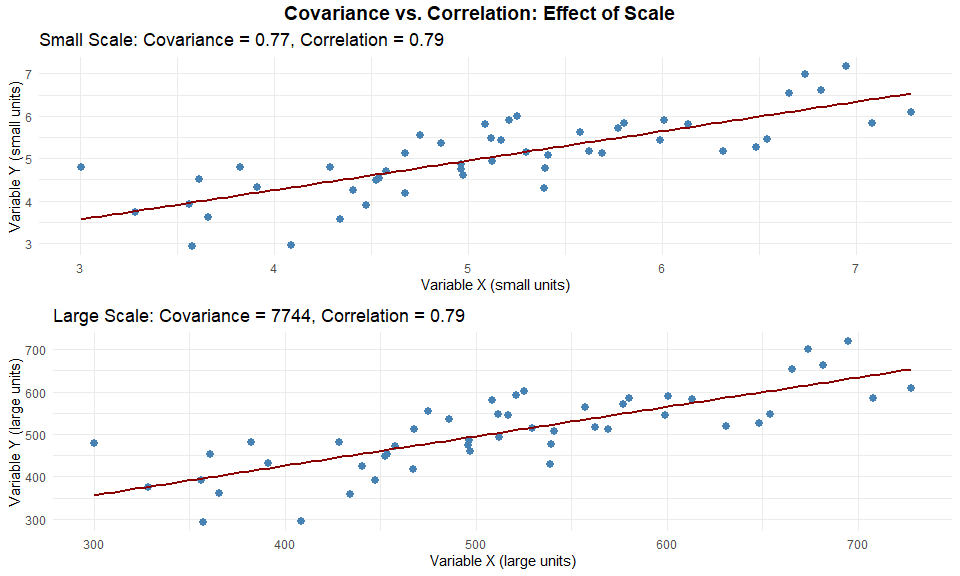 Covariance vs. Correlation: Effect of Scale
Small Scale: Covariance = 0.77, Correlation = 0.79
Variable Y (small units)
7
6
5
4
3
3 4 5 6 7
Variable X (small units)
Large Scale: Covariance = 7744, Correlation = 0.79
Variable Y (large units)
700
600
500
400
300
300 400 500 600 700
Variable X (large units)